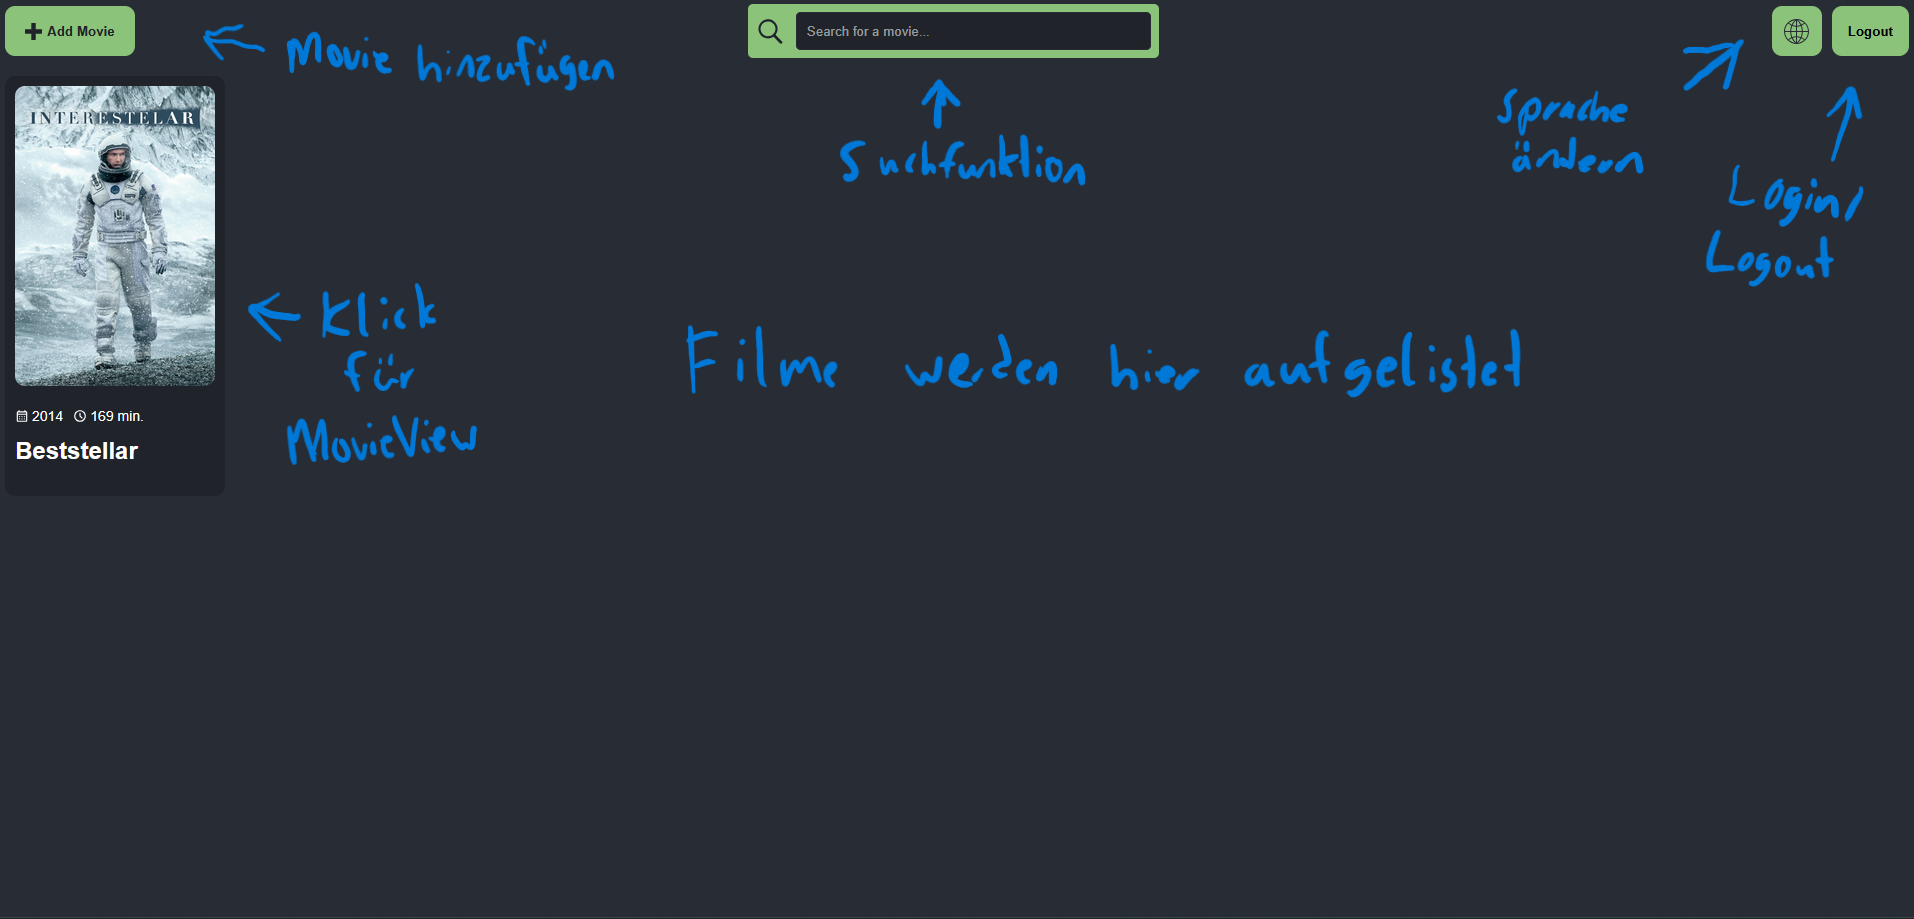 Add Movie
Movie hinzufügen
Search for a movie...
Logout
Suchfunktion
Sprache
ändern
Login/
Logout
INTERESTELAR
Klick
für
MovieView
Filme werden hier aufgelistet
2014 169 min.
Beststellar